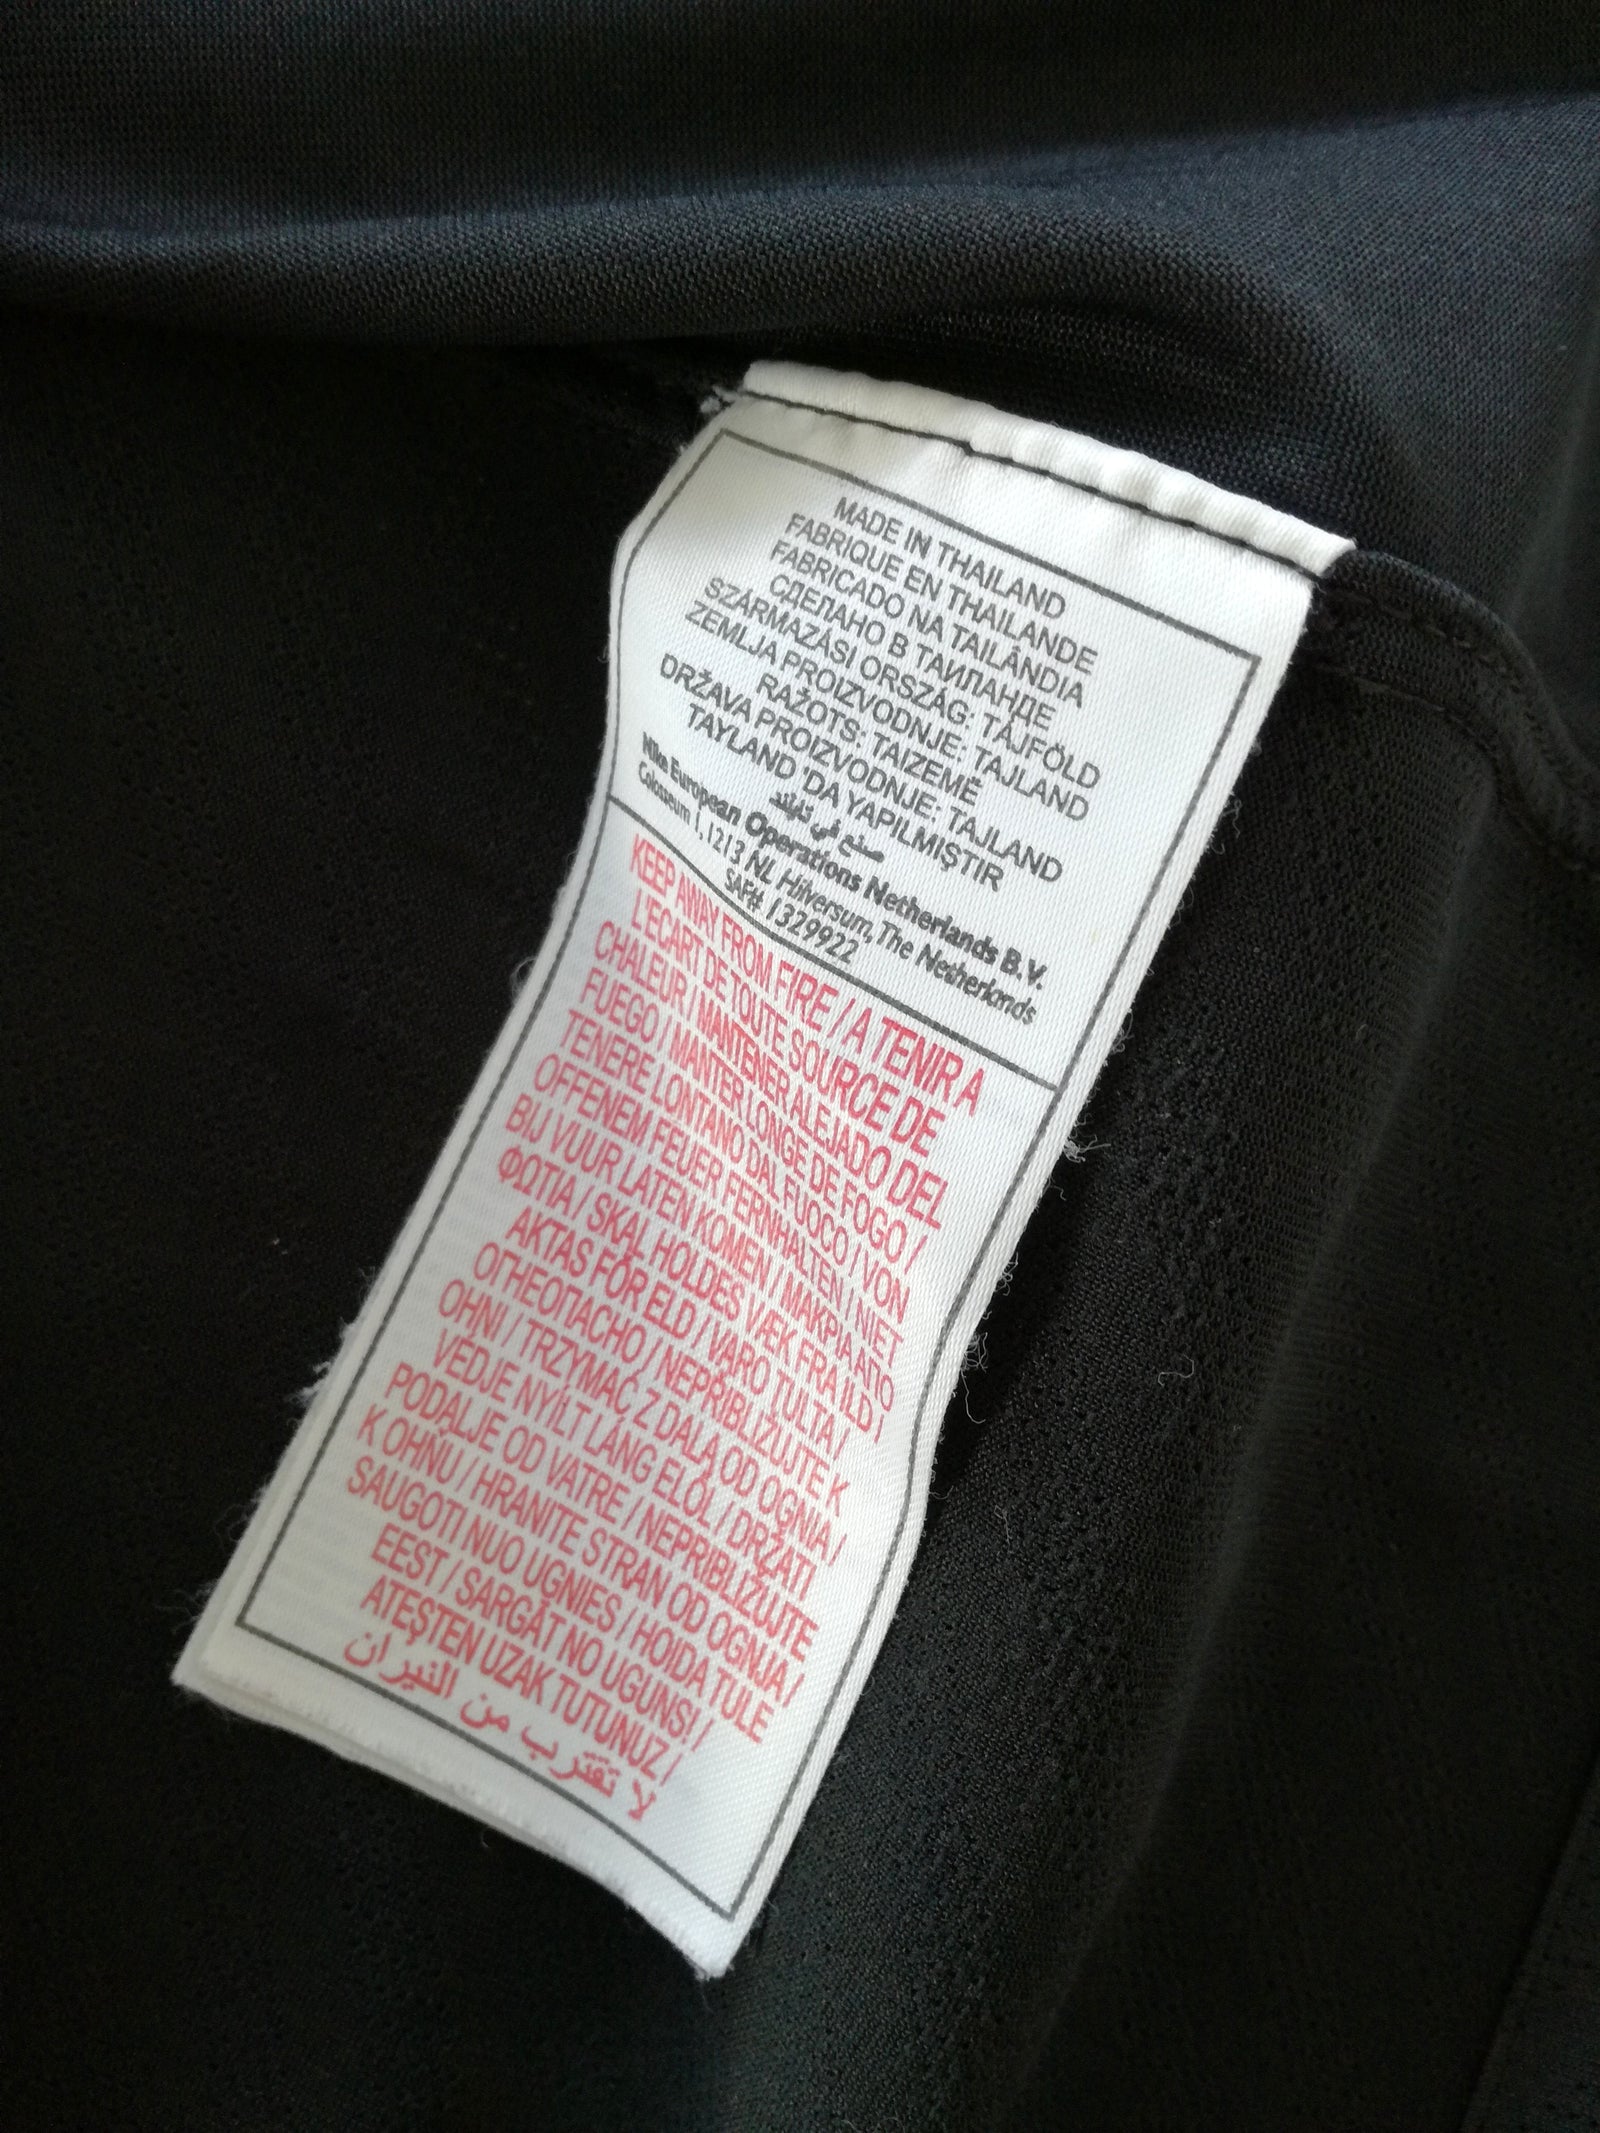 MADE IN THAILAND
FABRIQUE EN THAILANDE
FABRICADO NA TAILÂNDIA
СДЕЛАНО В ТАИЛАНДЕ
SZÁRMAZÁSI ORSZÁG: TÁJFÖLD
ZEMLJA PROIZVODNJE: TAJLAND
RAŽOTS: TAIZEMĒ
DRŽAVA PROIZVODNJE: TAJLAND
TAYLAND 'DA YAPILMIŞTIR
صنع في تايلند
Nike European Operations Netherlands B.V.
Colosseum 1, 1213 NL Hilversum, The Netherlands
SAF# 1329922
KEEP AWAY FROM FIRE / A TENIR A
L'ECART DE TOUTE SOURCE DE
CHALEUR / MANTENER ALEJADO DEL
FUEGO / MANTER LONGE DE FOGO /
TENERE LONTANO DAL FUOCO / VON
OFFENEM FEUER FERNHALTEN / NIET
BIJ VUUR LATEN KOMEN / ΜΑΚΡΙΑ ΑΠΟ
ΦΩΤΙΑ / SKAL HOLDES VÆK FRA ILD /
AKTAS FÖR ELD / VARO TULTA /
ОГНЕОПАСНО / NEPŘIBLIŽUJTE K
OHNI / TRZYMAĆ Z DALA OD OGNIA /
VÉDJE NYÍLT LÁNG ELŐL / DRŽATI
PODALJE OD VATRE / NEPRIBLIŽUJTE
K OHŇU / HRANITE STRAN OD OGNJA /
SAUGOTI NUO UGNIES / HOIDA TULE
EEST / SARGĀT NO UGUNS! /
ATEŞTEN UZAK TUTUNUZ /
لا تقترب من النيران